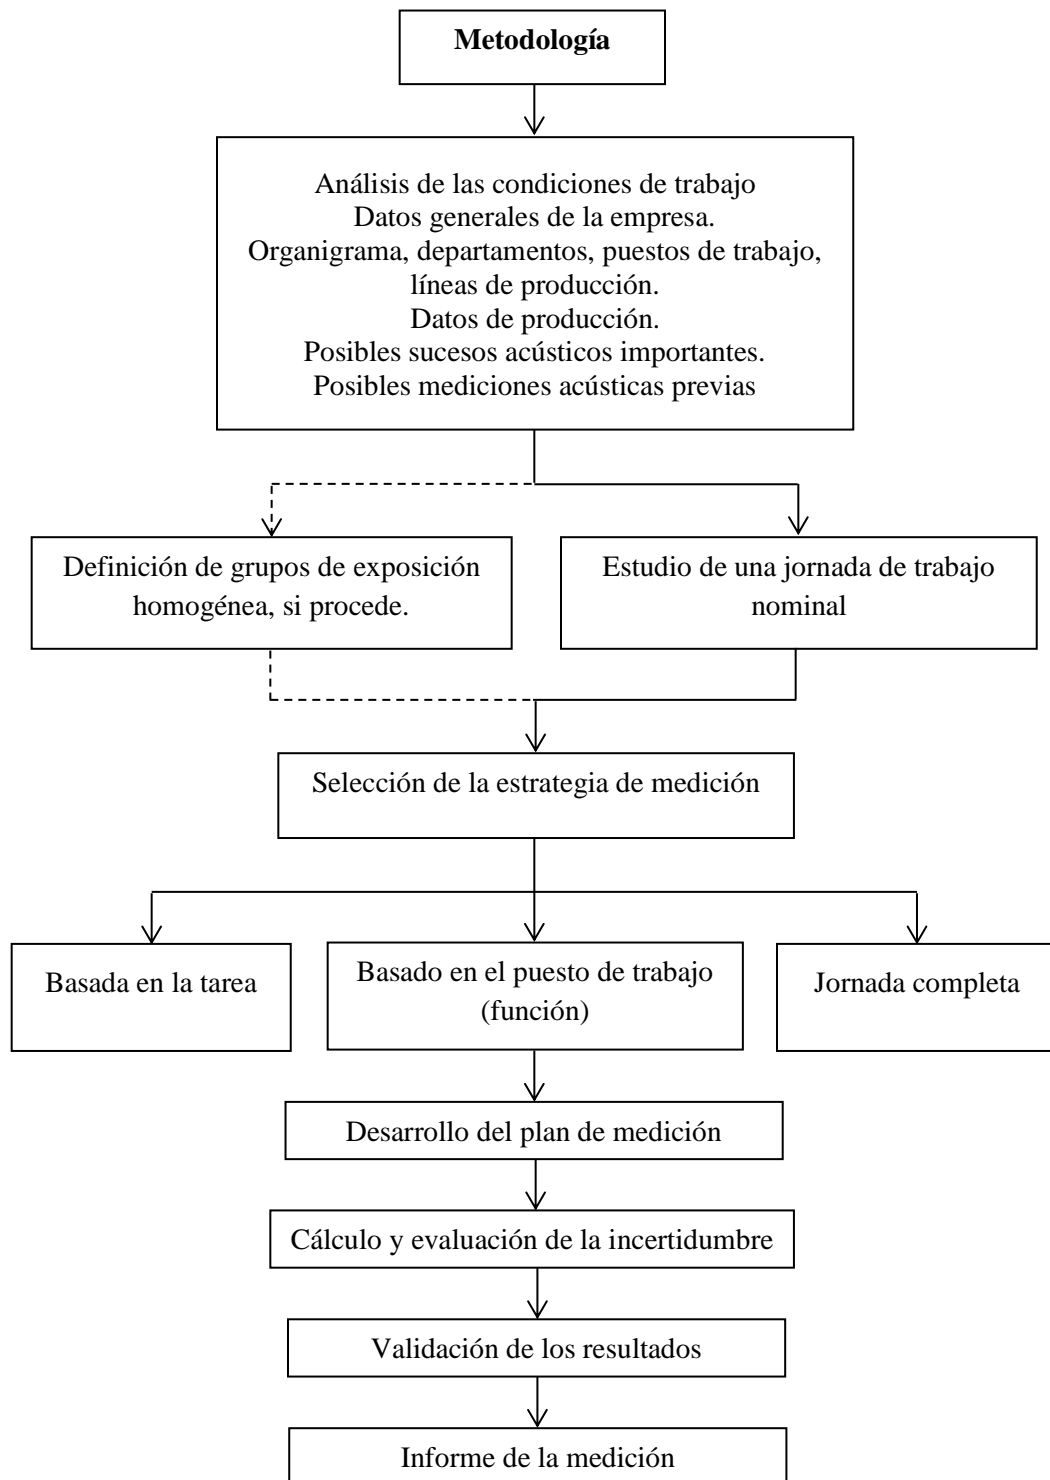 Metodología
Análisis de las condiciones de trabajo
Datos generales de la empresa.
Organigrama, departamentos, puestos de trabajo,
líneas de producción.
Datos de producción.
Posibles sucesos acústicos importantes.
Posibles mediciones acústicas previas
Definición de grupos de exposición
homogénea, si procede.
Estudio de una jornada de trabajo
nominal
Selección de la estrategia de medición
Basada en la tarea
Basado en el puesto de trabajo
(función)
Jornada completa
Desarrollo del plan de medición
Cálculo y evaluación de la incertidumbre
Validación de los resultados
Informe de la medición